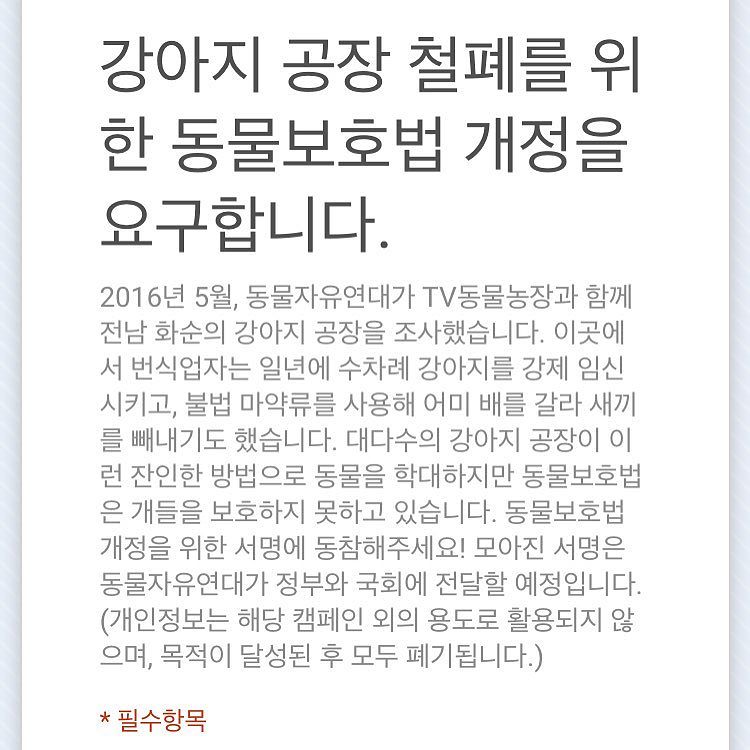 강아지 공장 철폐를 위
한 동물보호법 개정을
요구합니다.
2016년 5월, 동물자유연대가 TV동물농장과 함께
전남 화순의 강아지 공장을 조사했습니다. 이곳에
서 번식업자는 일년에 수차례 강아지를 강제 임신
시키고, 불법 마약류를 사용해 어미 배를 갈라 새끼
를 빼내기도 했습니다. 대다수의 강아지 공장이 이
런 잔인한 방법으로 동물을 학대하지만 동물보호법
은 개들을 보호하지 못하고 있습니다. 동물보호법
개정을 위한 서명에 동참해주세요! 모아진 서명은
동물자유연대가 정부와 국회에 전달할 예정입니다.
(개인정보는 해당 캠페인 외의 용도로 활용되지 않
으며, 목적이 달성된 후 모두 폐기됩니다.)
* 필수항목